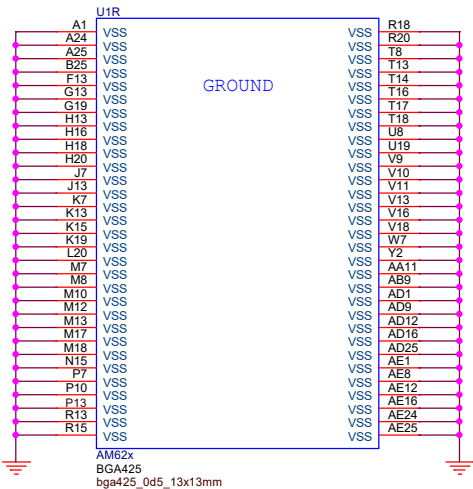 U1R
A1 VSS VSS R18
A24 VSS VSS R20
A25 VSS VSS T8
B25 VSS VSS T13
F13 VSS VSS T14
G13 VSS VSS T16
G19 VSS VSS T17
H13 VSS VSS T18
H16 VSS VSS U8
H18 VSS VSS U19
H20 VSS VSS V9
J7 VSS VSS V10
J13 VSS VSS V11
K7 VSS VSS V13
K13 VSS VSS V16
K15 VSS VSS V18
K19 VSS VSS W7
L20 VSS VSS Y2
M7 VSS VSS AA11
M8 VSS VSS AB9
M10 VSS VSS AD1
M12 VSS VSS AD9
M13 VSS VSS AD12
M17 VSS VSS AD16
M18 VSS VSS AD25
N15 VSS VSS AE1
P7 VSS VSS AE8
P10 VSS VSS AE12
P13 VSS VSS AE16
R13 VSS VSS AE24
R15 VSS VSS AE25
GROUND
AM62x
BGA425
bga425_0d5_13x13mm